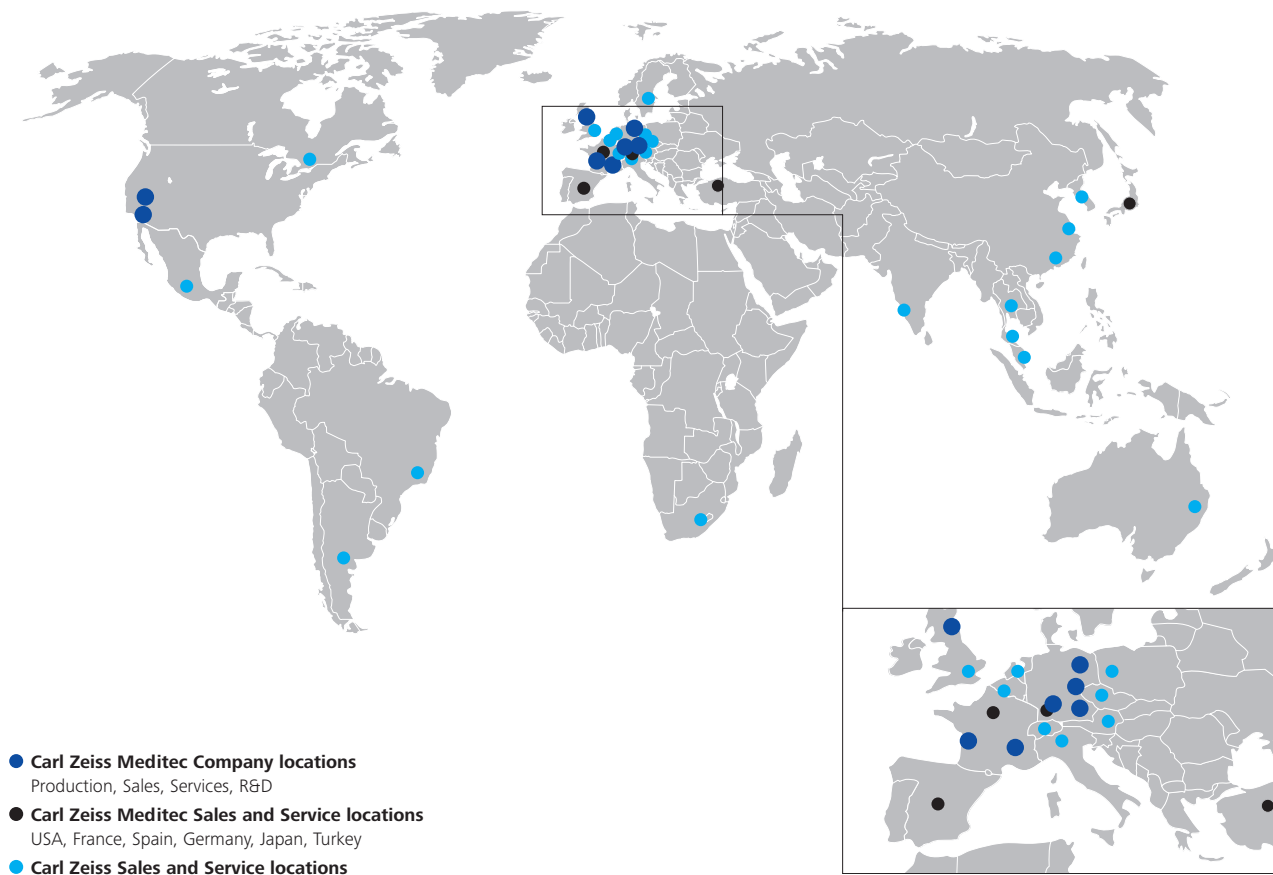 Carl Zeiss Meditec Company locations
Production, Sales, Services, R&D
Carl Zeiss Meditec Sales and Service locations
USA, France, Spain, Germany, Japan, Turkey
Carl Zeiss Sales and Service locations